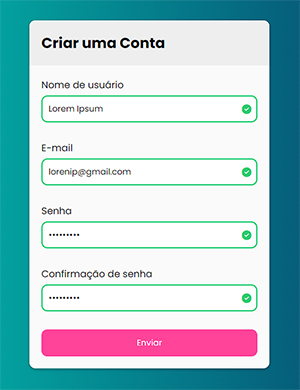 Criar uma Conta
Nome de usuário
Lorem Ipsum
E-mail
lorenip@gmail.com
Senha
•••••••••
Confirmação de senha
•••••••••
Enviar